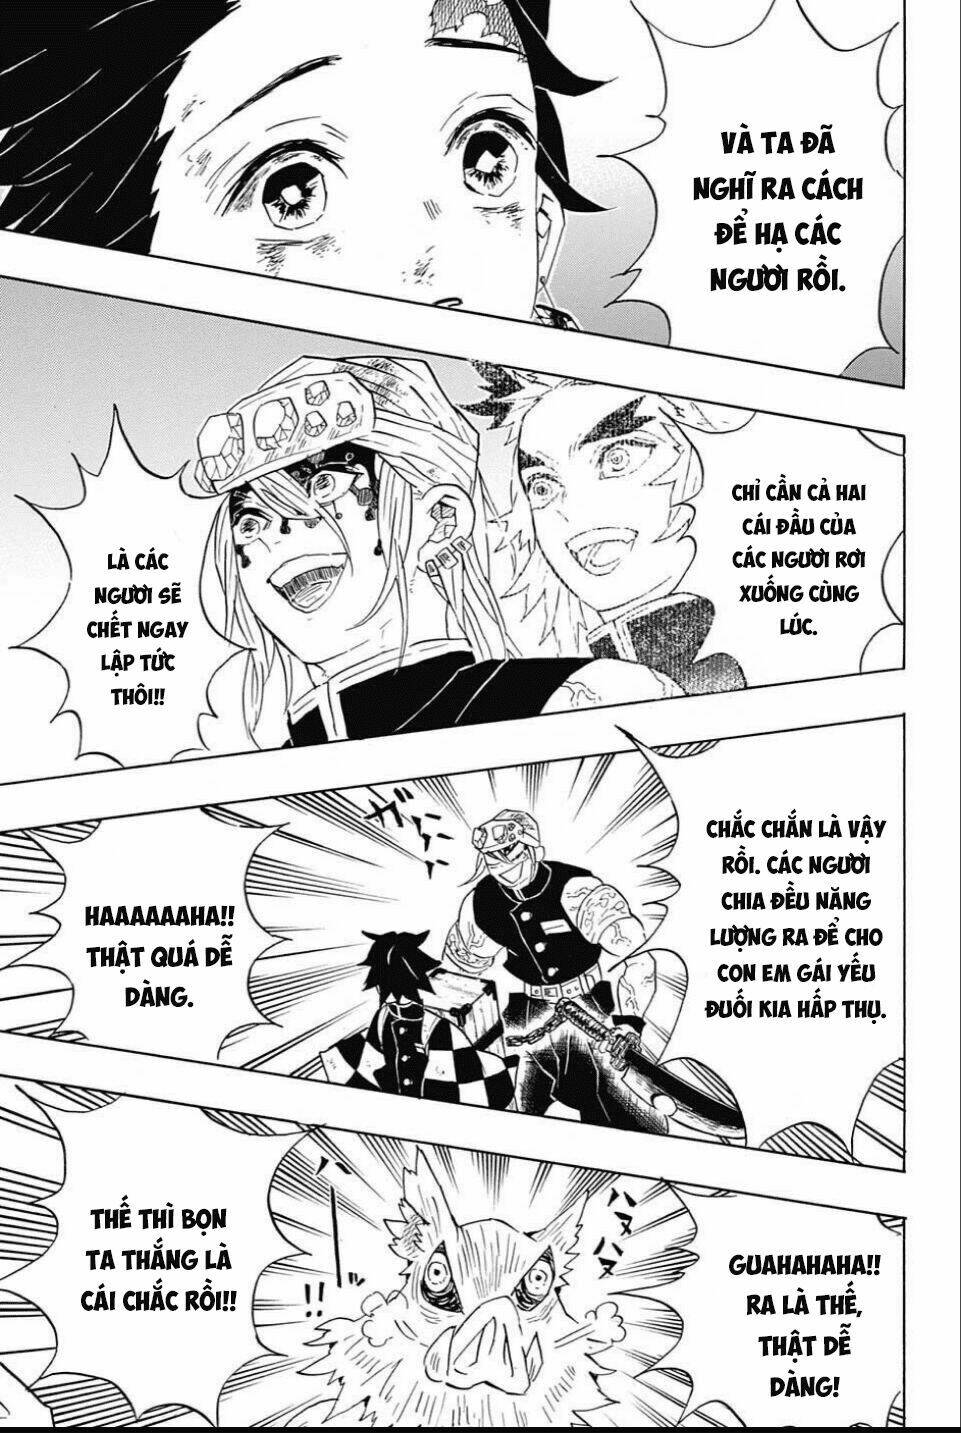 VÀ TA ĐÃ
NGHĨ RA CÁCH
ĐỂ HẠ CÁC
NGƯƠI RỒI.
CHỈ CẦN CẢ HAI
CÁI ĐẦU CỦA
CÁC NGƯƠI RƠI
XUỐNG CÙNG
LÚC.
LÀ CÁC
NGƯƠI SẼ
CHẾT NGAY
LẬP TỨC
THÔI!!
CHẮC CHẮN LÀ VẬY
RỒI. CÁC NGƯƠI
CHIA ĐỀU NĂNG
LƯỢNG RA ĐỂ CHO
CON EM GÁI YẾU
ĐUỐI KIA HẤP THỤ.
HAAAAAAHA!!
THẬT QUÁ DỄ
DÀNG.
GUAHAHAHA!!
RA LÀ THẾ,
THẬT DỄ
DÀNG!
THẾ THÌ BỌN
TA THẮNG LÀ
CÁI CHẮC RỒI!!